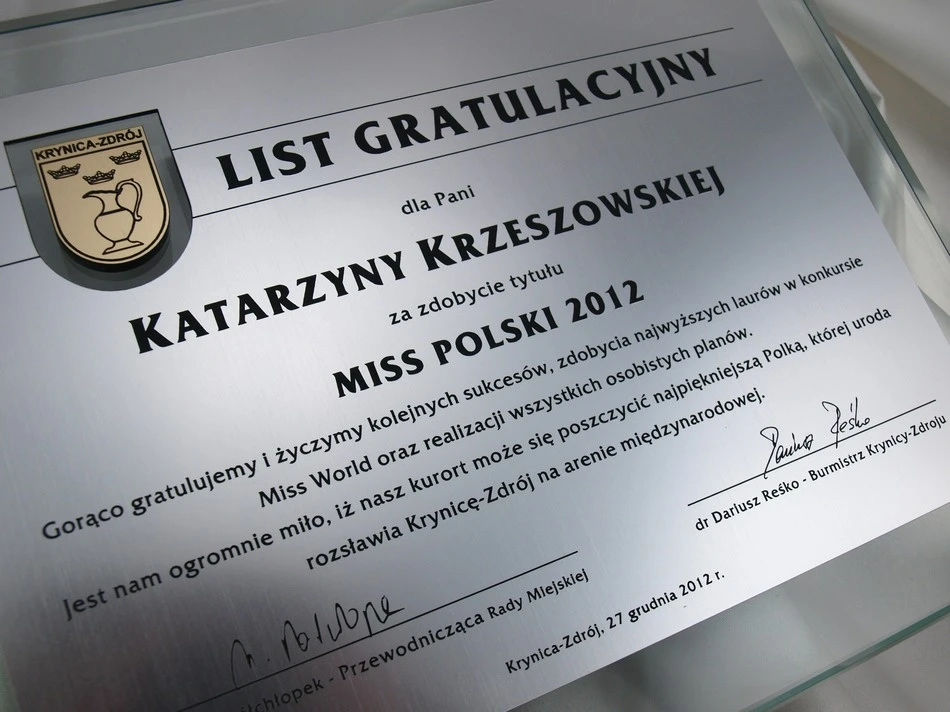 KRYNICA-ZDRÓJ
LIST GRATULACYJNY
dla Pani
KATARZYNY KRZESZOWSKIEJ
za zdobycie tytułu
MISS POLSKI 2012
Gorąco gratulujemy i życzymy kolejnych sukcesów, zdobycia najwyższych laurów w konkursie
Miss World oraz realizacji wszystkich osobistych planów.
Jest nam ogromnie miło, iż nasz kurort może się poszczycić najpiękniejszą Polką, której uroda
rozsławia Krynicę-Zdrój na arenie międzynarodowej.
Dariusz Reśko
dr Dariusz Reśko - Burmistrz Krynicy-Zdroju
- Przewodnicząca Rady Miejskiej
Krynica-Zdrój, 27 grudnia 2012 r.